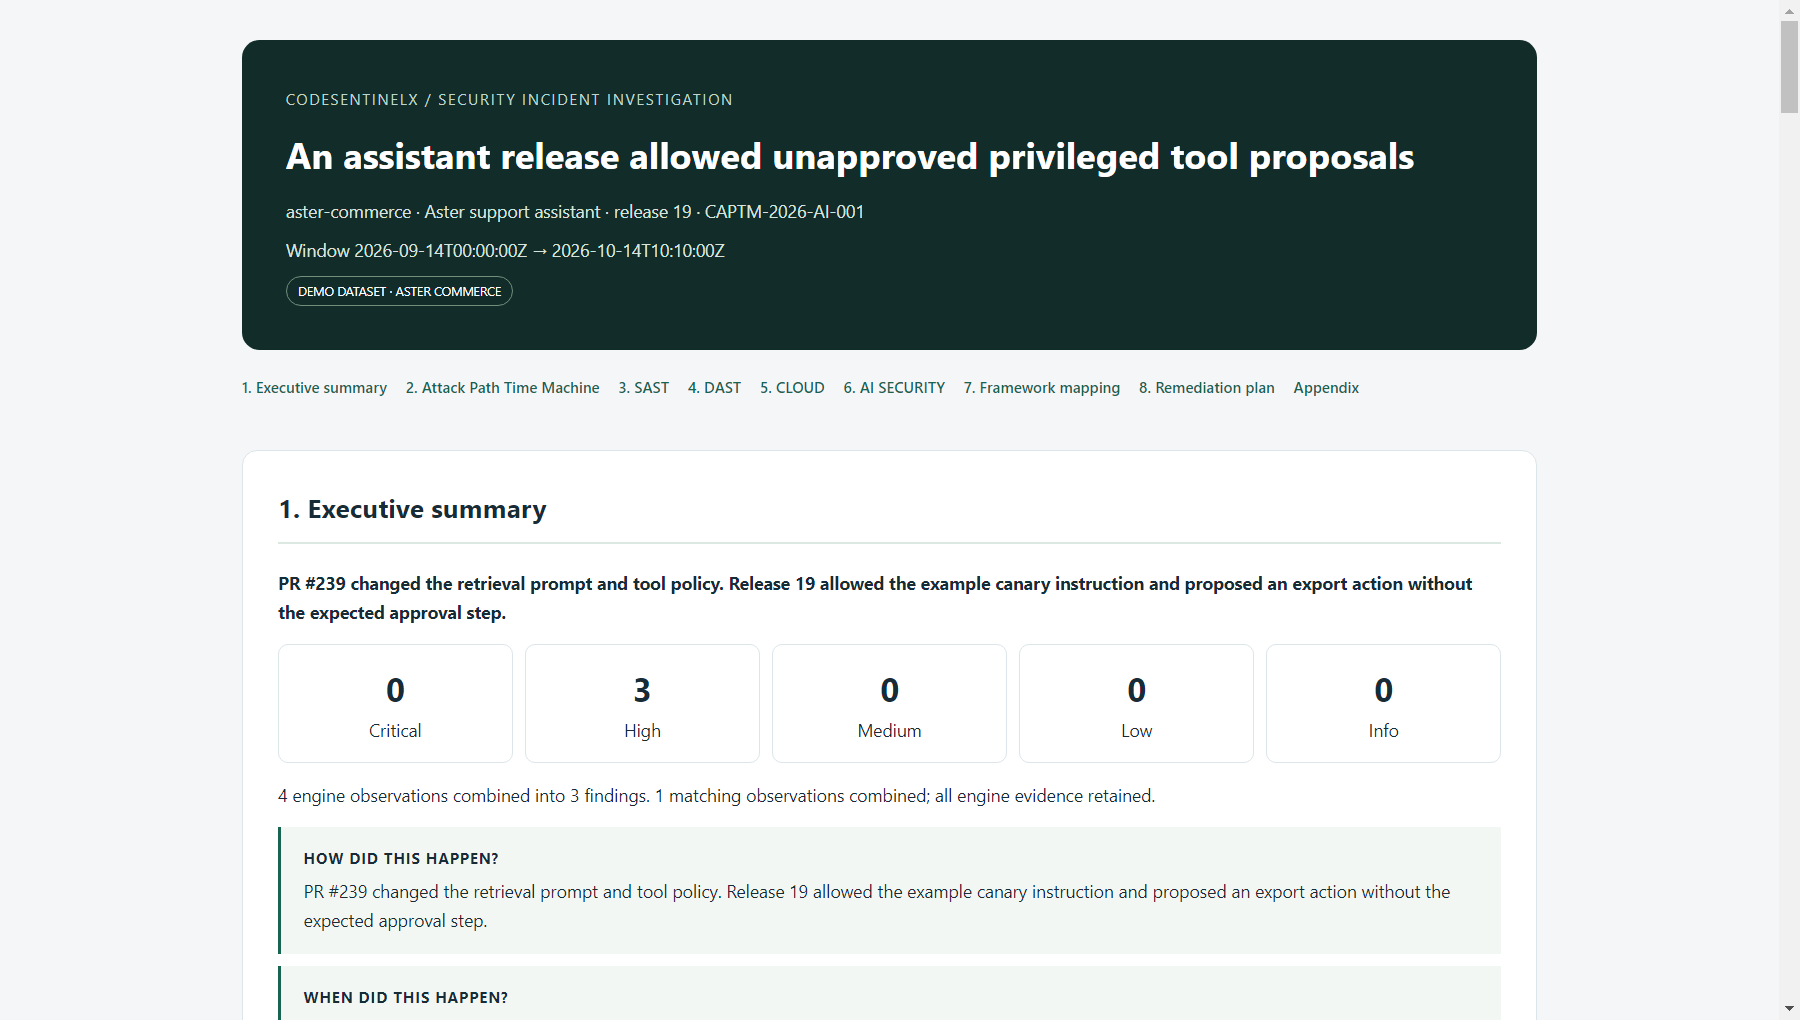 CODESENTINELX / SECURITY INCIDENT INVESTIGATION
An assistant release allowed unapproved privileged tool proposals
aster-commerce · Aster support assistant · release 19 · CAPTM-2026-AI-001
Window 2026-09-14T00:00:00Z → 2026-10-14T10:10:00Z
DEMO DATASET · ASTER COMMERCE
1. Executive summary 2. Attack Path Time Machine 3. SAST 4. DAST 5. CLOUD 6. AI SECURITY 7. Framework mapping 8. Remediation plan Appendix
1. Executive summary
PR #239 changed the retrieval prompt and tool policy. Release 19 allowed the example canary instruction and proposed an export action without
the expected approval step.
0 3 0 0 0
Critical High Medium Low Info
4 engine observations combined into 3 findings. 1 matching observations combined; all engine evidence retained.
HOW DID THIS HAPPEN?
PR #239 changed the retrieval prompt and tool policy. Release 19 allowed the example canary instruction and proposed an export action without the
expected approval step.
WHEN DID THIS HAPPEN?